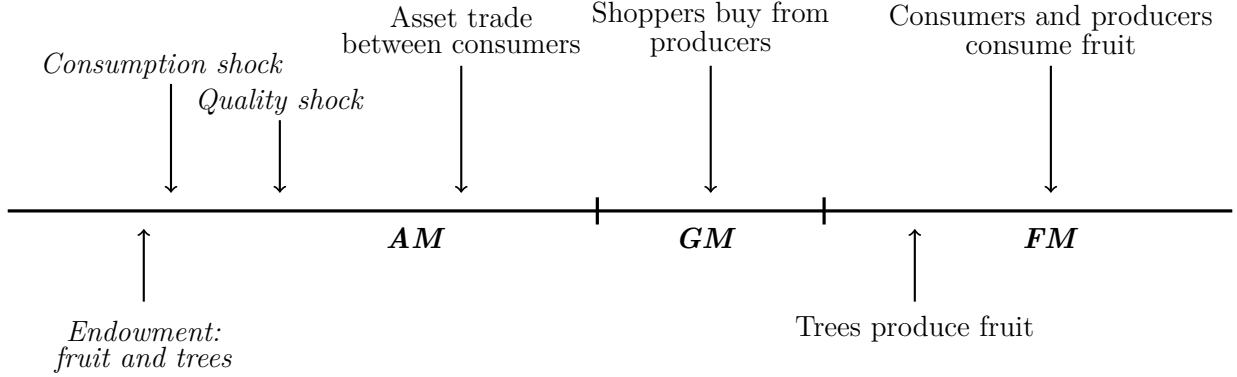 Consumption shock
Quality shock
Asset trade
between consumers
Shoppers buy from
producers
Consumers and producers
consume fruit
AM
GM
FM
Endowment:
fruit and trees
Trees produce fruit